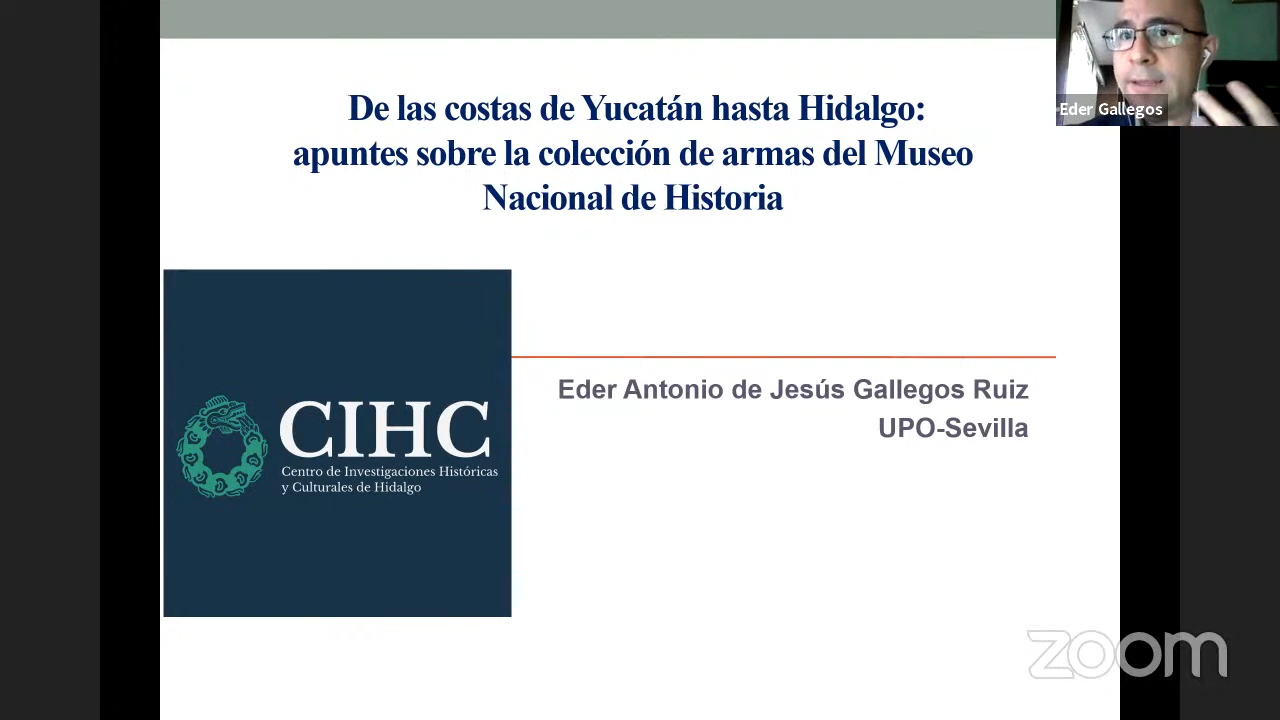 De las costas de Yucatán hasta Hidalgo:
apuntes sobre la colección de armas del Museo
Nacional de Historia
Eder Gallegos
CIHC
Centro de Investigaciones Históricas
y Culturales de Hidalgo
Eder Antonio de Jesús Gallegos Ruiz
UPO-Sevilla
zoom